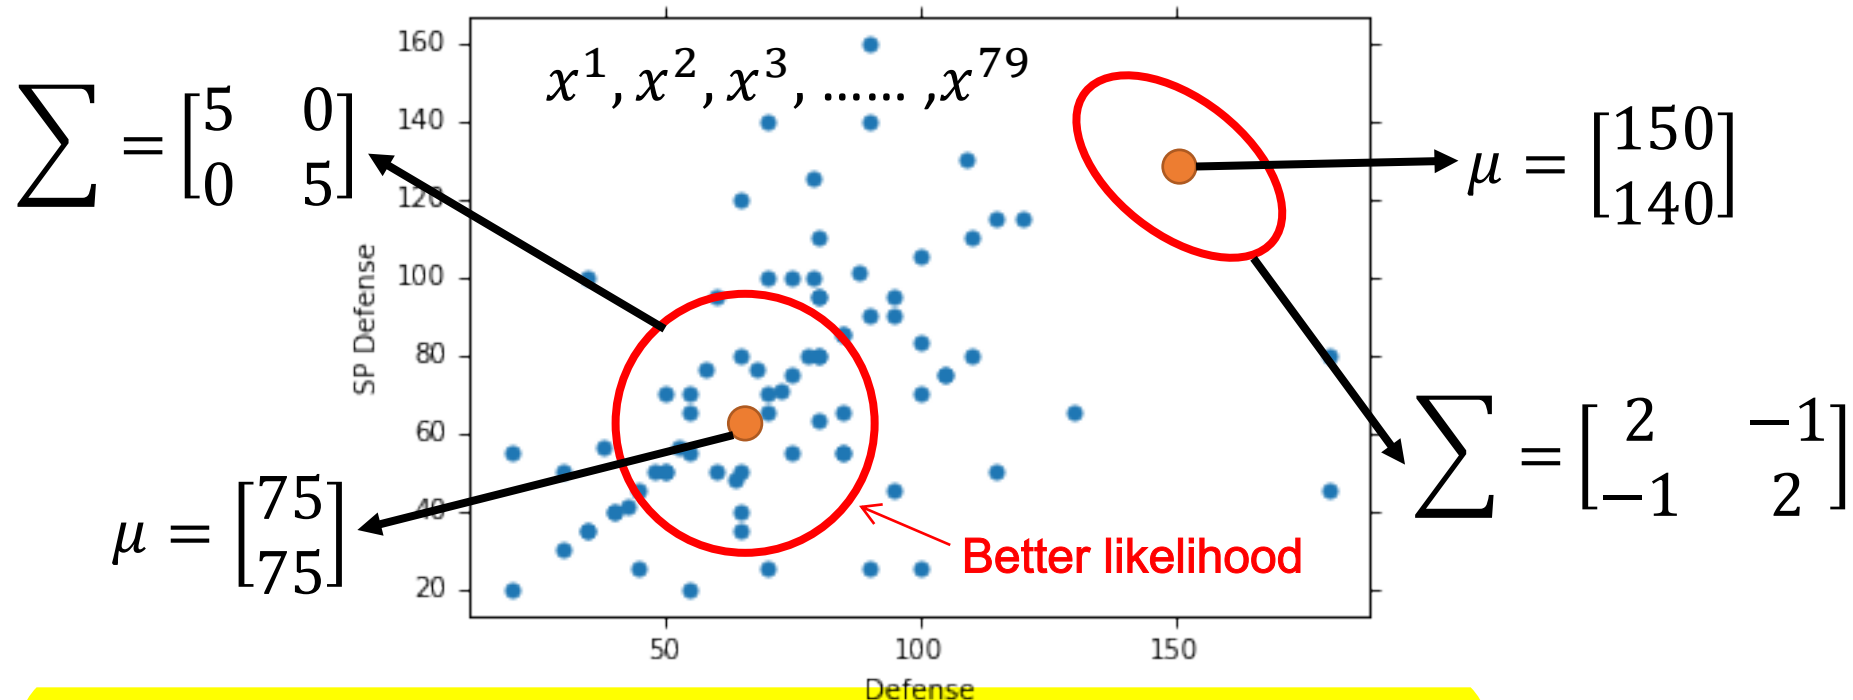 x¹, x², x³, …… ,x⁷⁹
∑ = [5 0
0 5]
μ = [150
140]
μ = [75
75]
∑ = [2 −1
−1 2]
Better likelihood
SP Defense
160
140
120
100
80
60
40
20
50 100 150
Defense